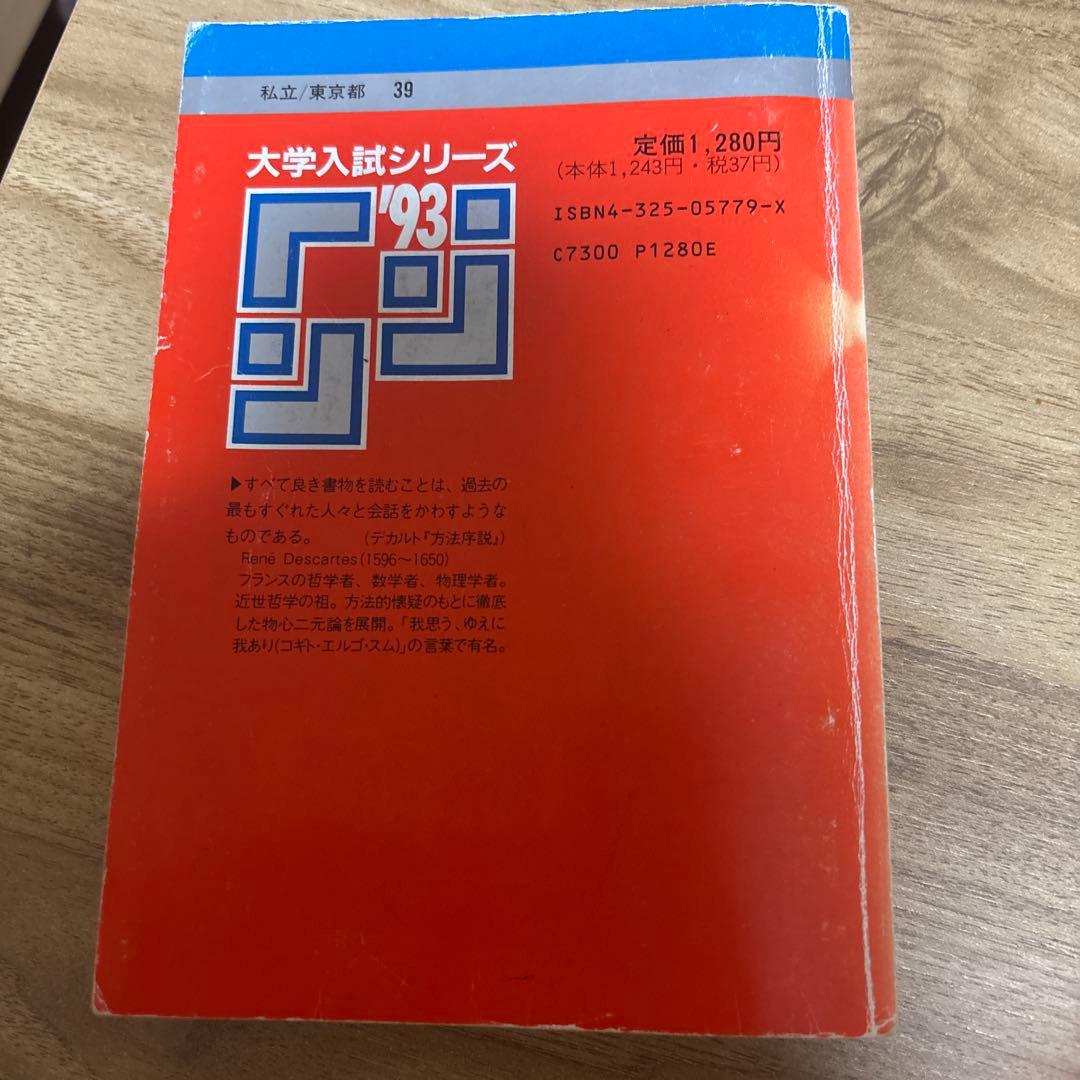 私立/東京都 39
大学入試シリーズ
'93
定価1,280円
(本体1,243円・税37円)
ISBN4-325-05779-X
C7300 P1280E
▶すべて良き書物を読むことは、過去の
最もすぐれた人々と会話をかわすような
ものである。 (デカルト『方法序説』)
René Descartes(1596〜1650)
フランスの哲学者、数学者、物理学者。
近世哲学の祖。方法的懐疑のもとに徹底
した物心二元論を展開。「我思う、ゆえに
我あり(コギト・エルゴ・スム)」の言葉で有名。